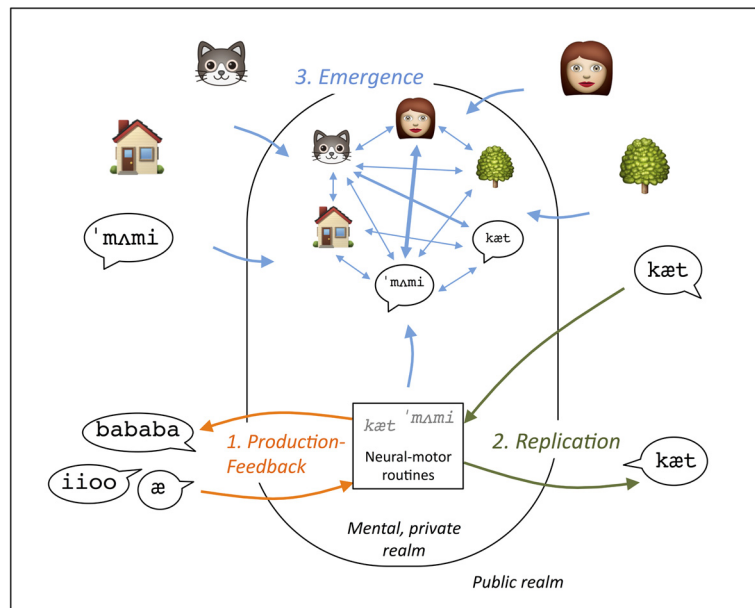 3. Emergence
ˈmʌmi
kæt
ˈmʌmi
kæt
kæt ˈmʌmi
Neural-motor
routines
bababa
1. Production-
Feedback
2. Replication
iioo
æ
kæt
Mental, private
realm
Public realm